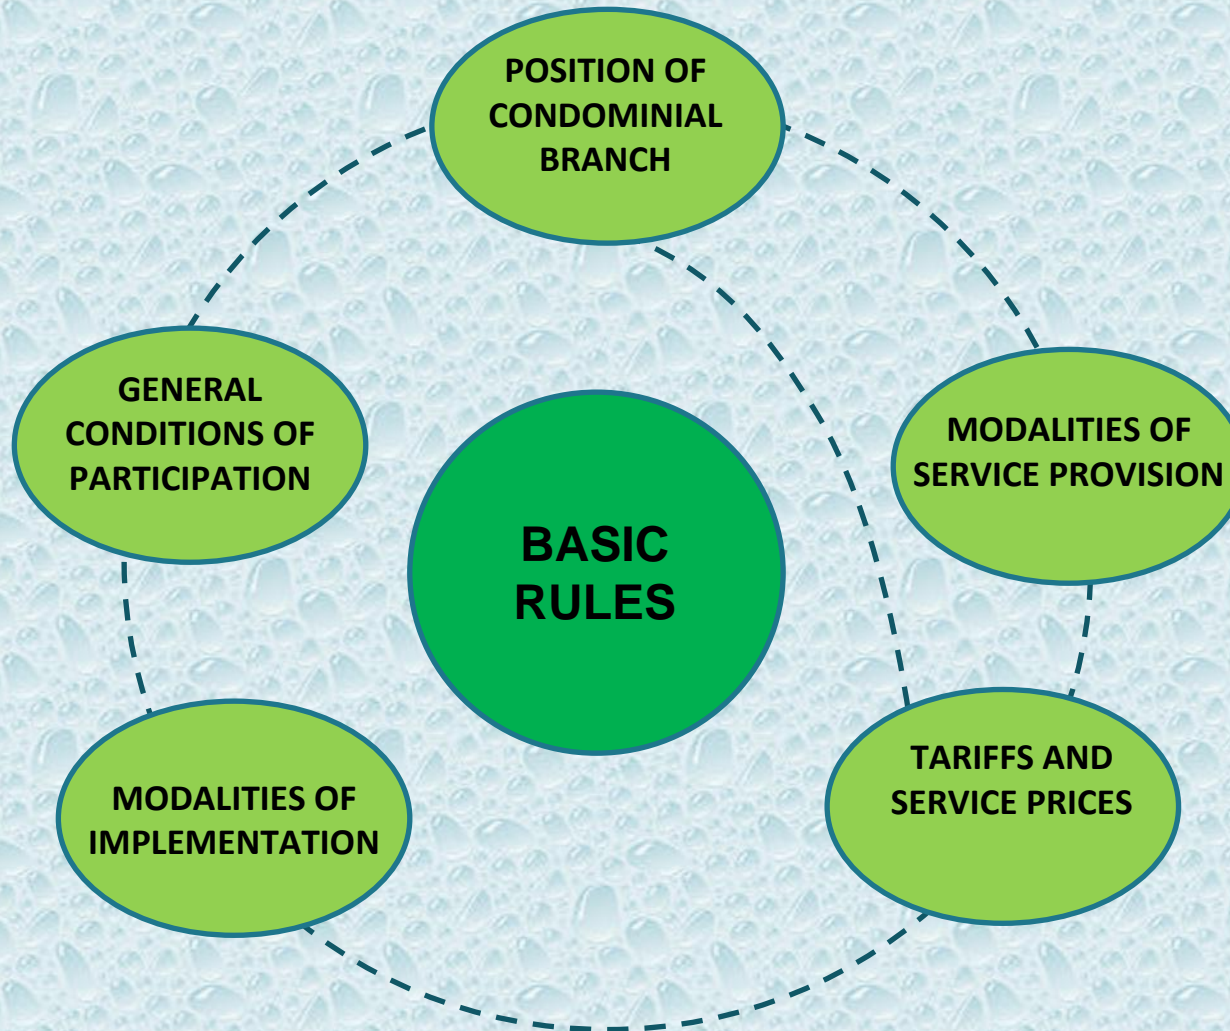 POSITION OF
CONDOMINIAL
BRANCH
GENERAL
CONDITIONS OF
PARTICIPATION
MODALITIES OF
SERVICE PROVISION
BASIC
RULES
MODALITIES OF
IMPLEMENTATION
TARIFFS AND
SERVICE PRICES